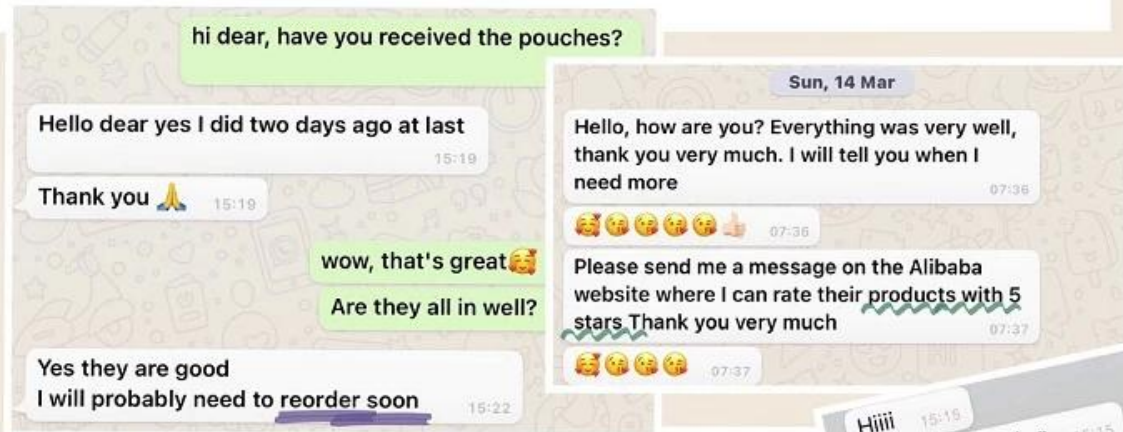 hi dear, have you received the pouches?
Hello dear yes I did two days ago at last
15:19
Thank you 🙏 15:19
wow, that's great🥰
Are they all in well?
Yes they are good
I will probably need to reorder soon
15:22
Sun, 14 Mar
Hello, how are you? Everything was very well,
thank you very much. I will tell you when I
need more
07:36
🥰😘😘😘😘👍🏻 07:36
Please send me a message on the Alibaba
website where I can rate their products with 5
stars Thank you very much
07:37
🥰😘😘😘 07:37
Hiiii 15:15